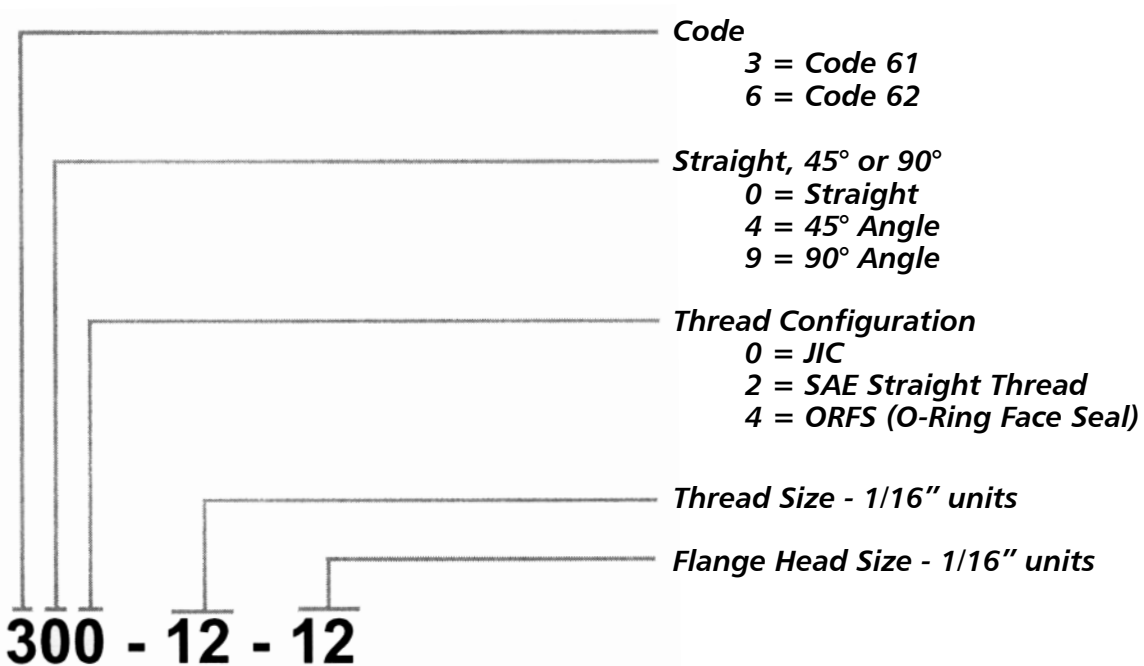 Code
3 = Code 61
6 = Code 62
Straight, 45° or 90°
0 = Straight
4 = 45° Angle
9 = 90° Angle
Thread Configuration
0 = JIC
2 = SAE Straight Thread
4 = ORFS (O-Ring Face Seal)
Thread Size - 1/16″ units
Flange Head Size - 1/16″ units
300 - 12 - 12